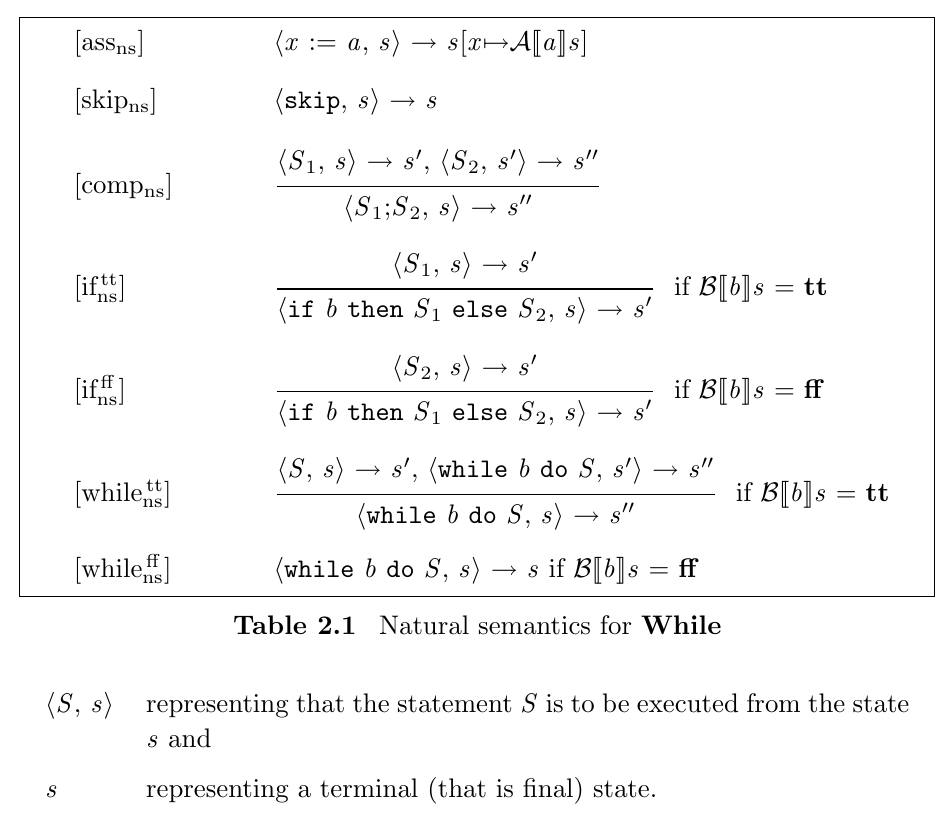 [ass_ns] ⟨x := a, s⟩ → s[x↦𝒜⟦a⟧s]
[skip_ns] ⟨skip, s⟩ → s
⟨S₁, s⟩ → s′, ⟨S₂, s′⟩ → s″
[comp_ns]
⟨S₁;S₂, s⟩ → s″
⟨S₁, s⟩ → s′
[if^tt_ns] if ℬ⟦b⟧s = tt
⟨if b then S₁ else S₂, s⟩ → s′
⟨S₂, s⟩ → s′
[if^ff_ns] if ℬ⟦b⟧s = ff
⟨if b then S₁ else S₂, s⟩ → s′
⟨S, s⟩ → s′, ⟨while b do S, s′⟩ → s″
[while^tt_ns] if ℬ⟦b⟧s = tt
⟨while b do S, s⟩ → s″
[while^ff_ns] ⟨while b do S, s⟩ → s if ℬ⟦b⟧s = ff
Table 2.1 Natural semantics for While
⟨S, s⟩ representing that the statement S is to be executed from the state
s and
s representing a terminal (that is final) state.